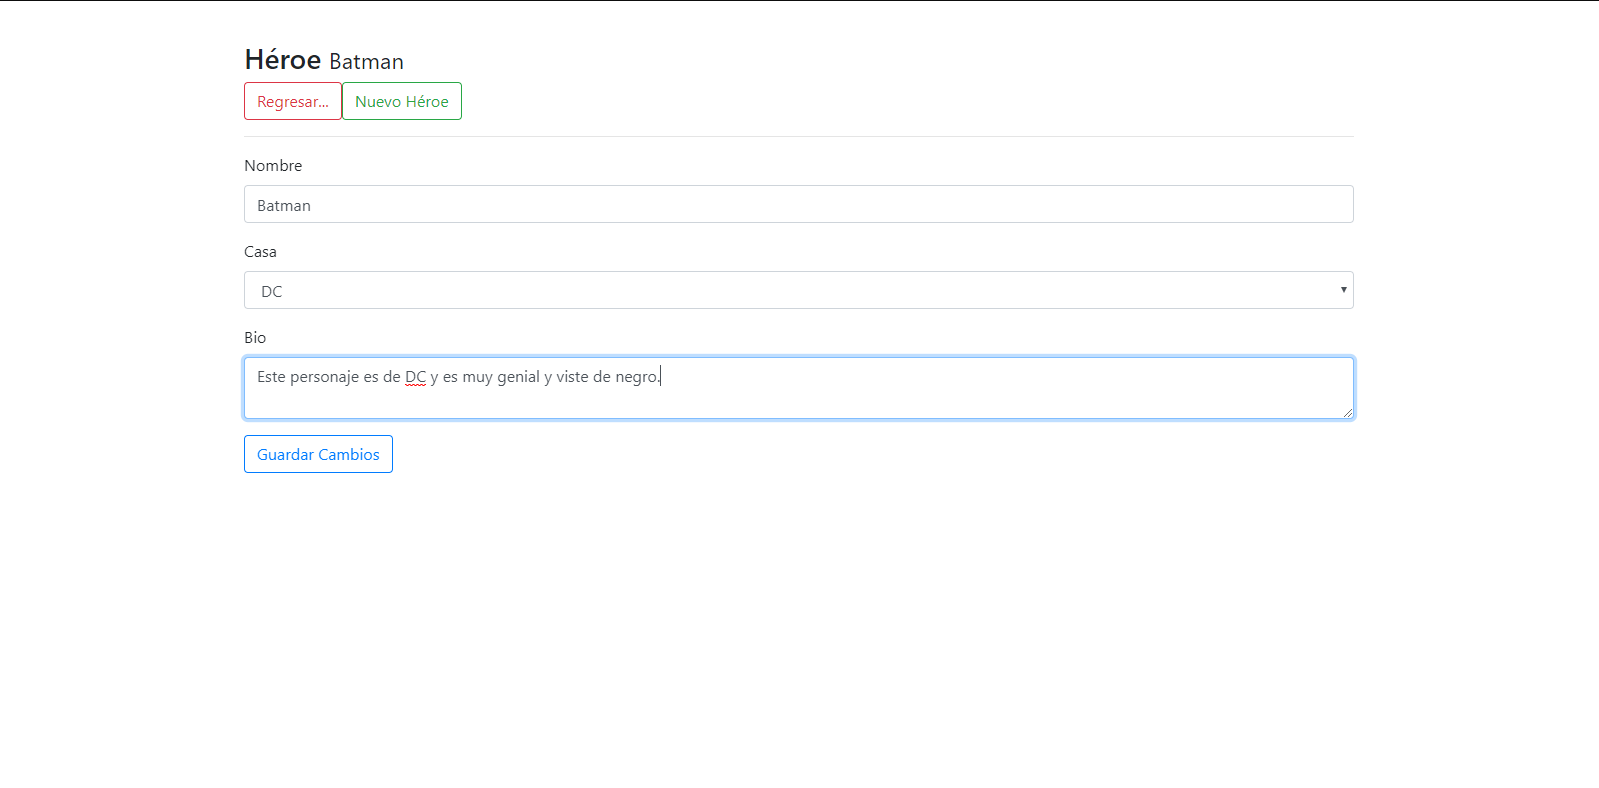 Héroe Batman
Regresar... Nuevo Héroe
Nombre
Batman
Casa
DC
Bio
Este personaje es de DC y es muy genial y viste de negro.
Guardar Cambios